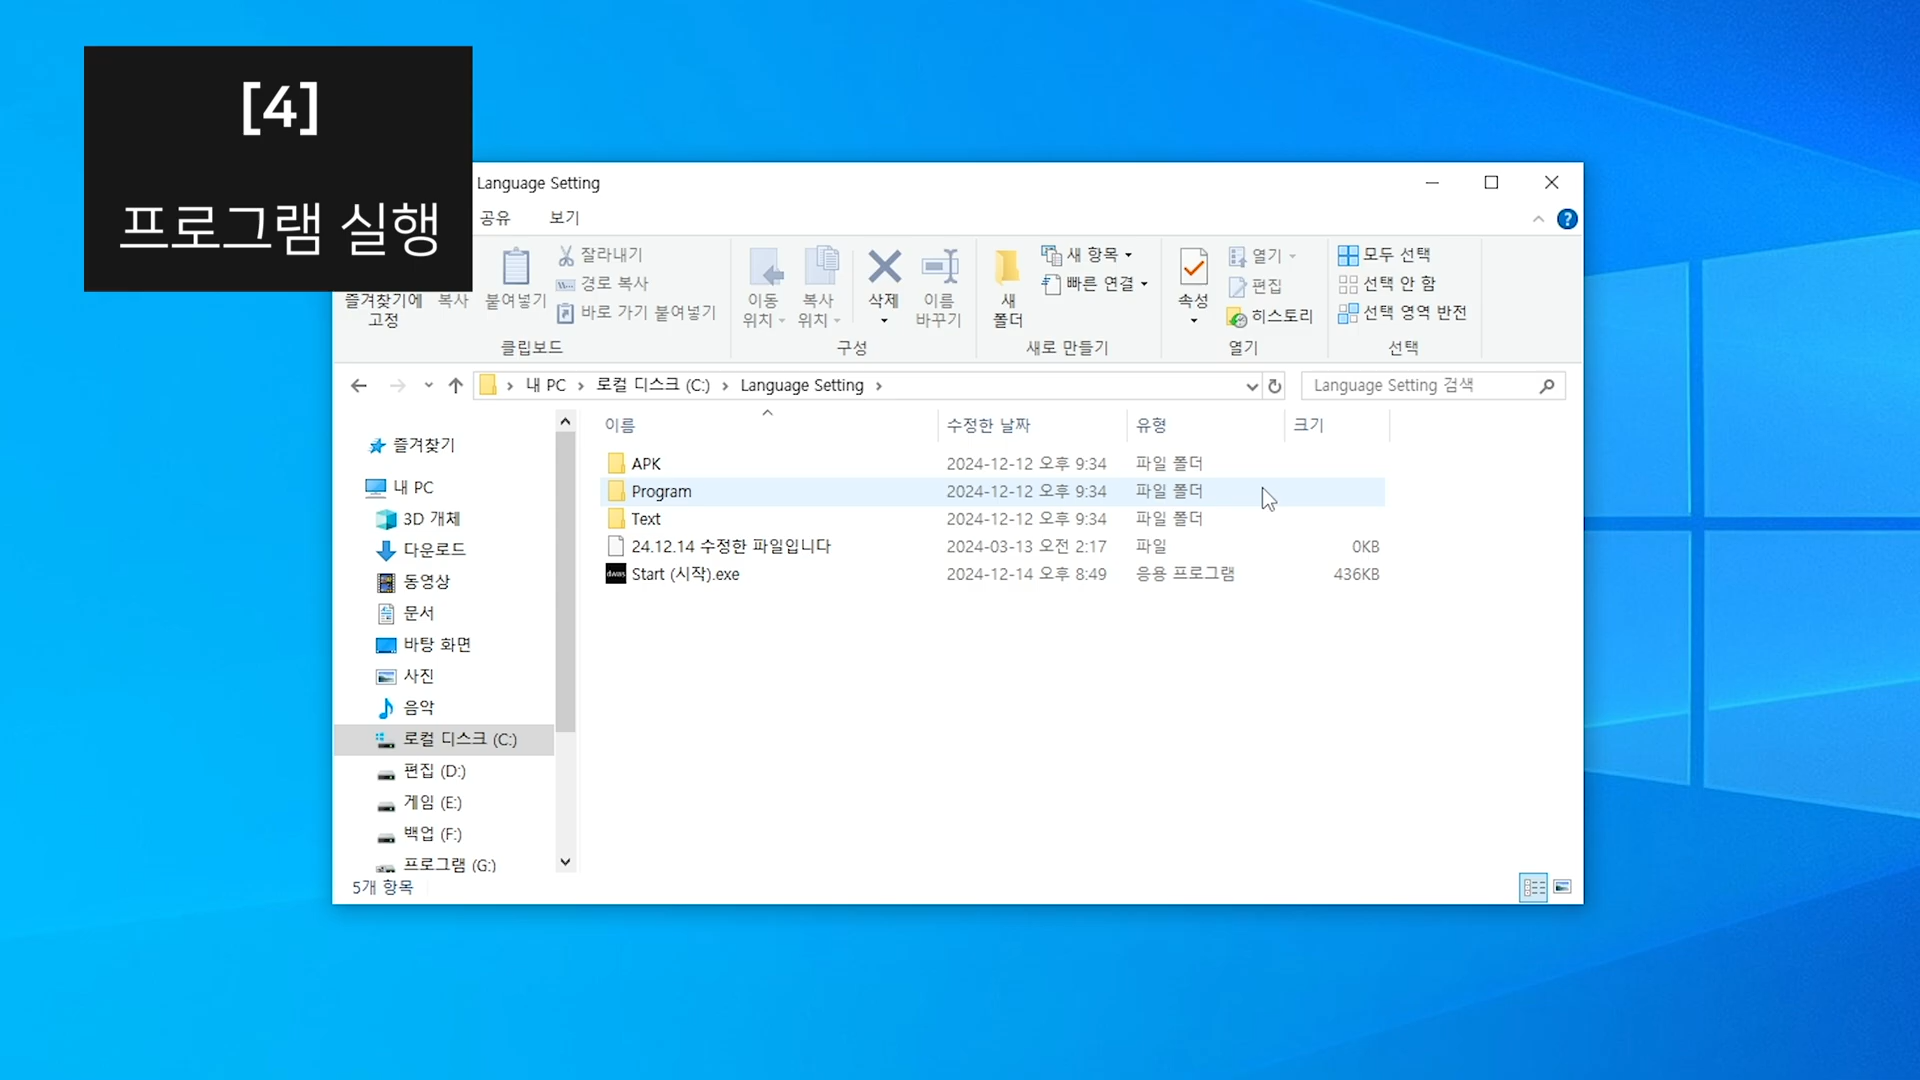 [4]
프로그램 실행
Language Setting
공유 보기
즐겨찾기에 고정
복사
붙여넣기
잘라내기
경로 복사
바로 가기 붙여넣기
클립보드
이동 위치
복사 위치
삭제
이름 바꾸기
구성
새 폴더
새 항목
빠른 연결
새로 만들기
속성
열기
편집
히스토리
열기
모두 선택
선택 안 함
선택 영역 반전
선택
내 PC 로컬 디스크 (C:) Language Setting
Language Setting 검색
즐겨찾기
내 PC
3D 개체
다운로드
동영상
문서
바탕 화면
사진
음악
로컬 디스크 (C:)
편집 (D:)
게임 (E:)
백업 (F:)
프로그램 (G:)
이름 수정한 날짜 유형 크기
APK 2024-12-12 오후 9:34 파일 폴더
Program 2024-12-12 오후 9:34 파일 폴더
Text 2024-12-12 오후 9:34 파일 폴더
24.12.14 수정한 파일입니다 2024-03-13 오전 2:17 파일 0KB
Start (시작).exe 2024-12-14 오후 8:49 응용 프로그램 436KB
5개 항목